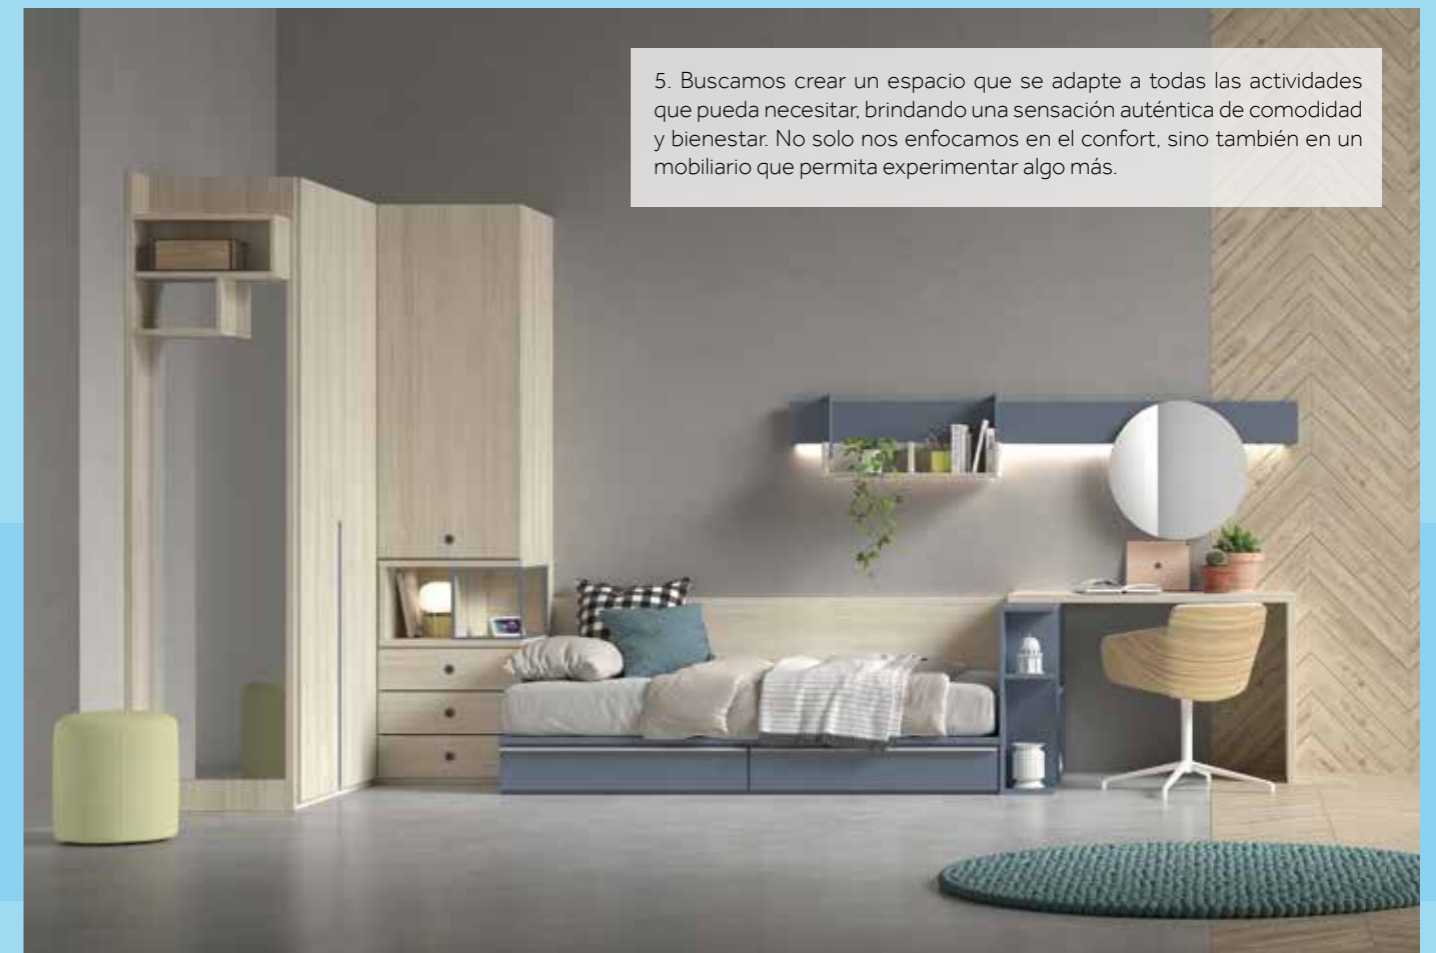 5. Buscamos crear un espacio que se adapte a todas las actividades
que pueda necesitar, brindando una sensación auténtica de comodidad
y bienestar. No solo nos enfocamos en el confort, sino también en un
mobiliario que permita experimentar algo más.